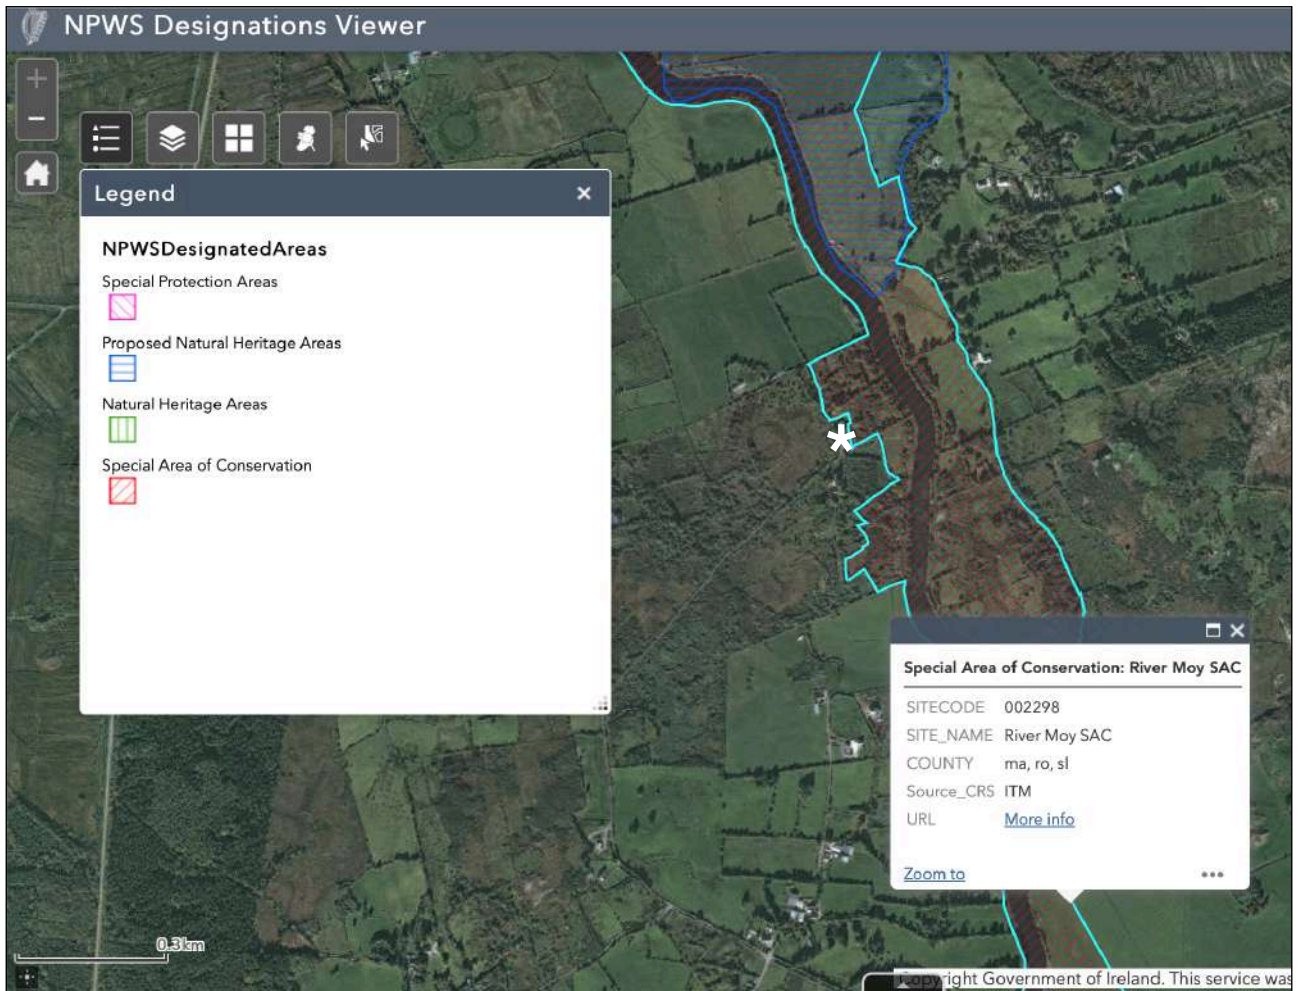 NPWS Designations Viewer
Legend
NPWSDesignatedAreas
Special Protection Areas
Proposed Natural Heritage Areas
Natural Heritage Areas
Special Area of Conservation
Special Area of Conservation: River Moy SAC
SITECODE 002298
SITE_NAME River Moy SAC
COUNTY ma, ro, sl
Source_CRS ITM
URL More info
Zoom to
0.3km
Copyright Government of Ireland. This service was